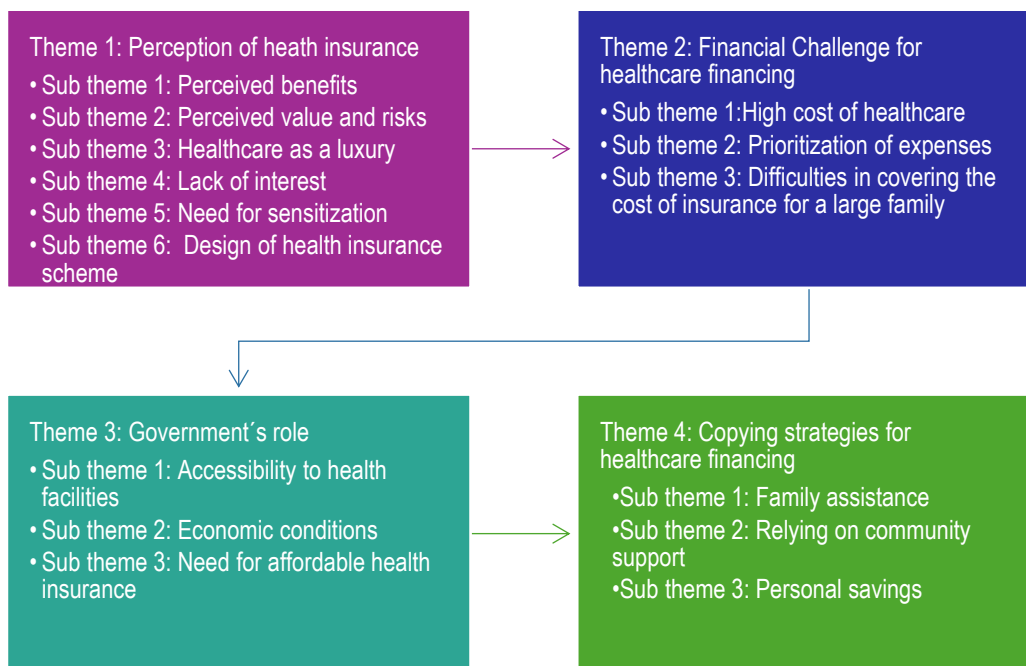 Theme 1: Perception of heath insurance
• Sub theme 1: Perceived benefits
• Sub theme 2: Perceived value and risks
• Sub theme 3: Healthcare as a luxury
• Sub theme 4: Lack of interest
• Sub theme 5: Need for sensitization
• Sub theme 6: Design of health insurance
scheme
Theme 2: Financial Challenge for
healthcare financing
• Sub theme 1:High cost of healthcare
• Sub theme 2: Prioritization of expenses
• Sub theme 3: Difficulties in covering the
cost of insurance for a large family
Theme 3: Government´s role
• Sub theme 1: Accessibility to health
facilities
• Sub theme 2: Economic conditions
• Sub theme 3: Need for affordable health
insurance
Theme 4: Copying strategies for
healthcare financing
•Sub theme 1: Family assistance
•Sub theme 2: Relying on community
support
•Sub theme 3: Personal savings